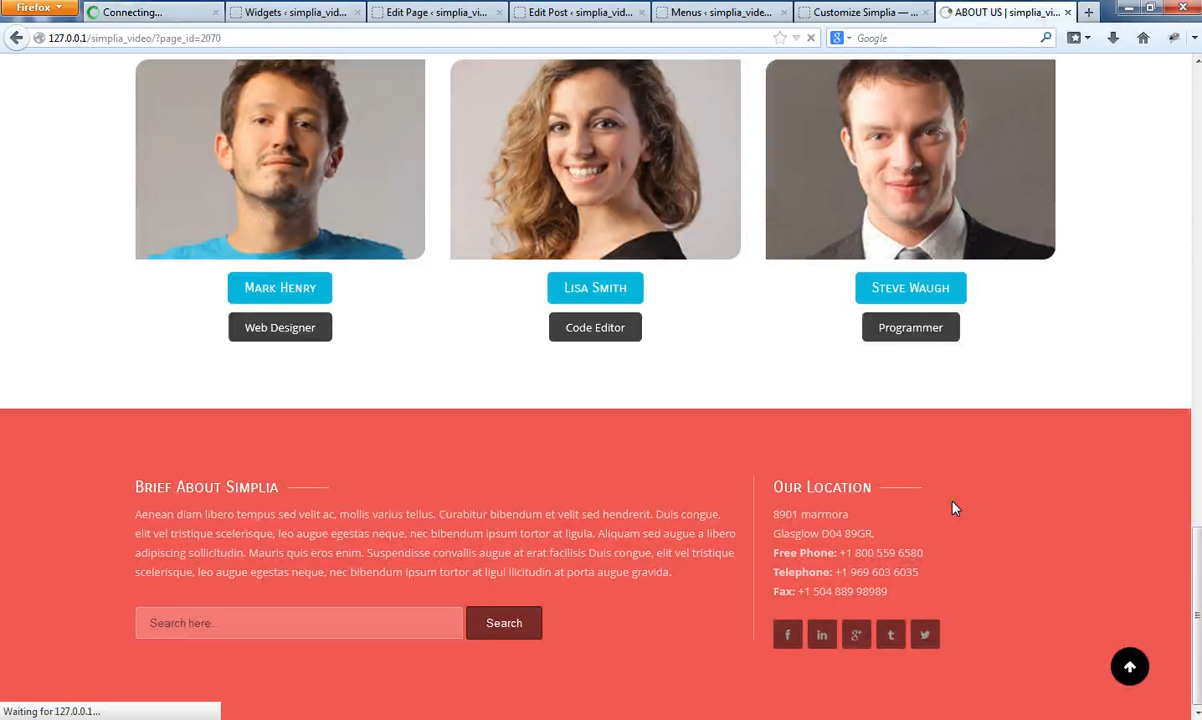 Firefox
Connecting...
Widgets ‹ simplia_vid...
Edit Page ‹ simplia_vi...
Edit Post ‹ simplia_vid...
Menus ‹ simplia_vide...
Customize Simplia — ...
ABOUT US | simplia_vi...
127.0.0.1/simplia_video/?page_id=2070
Google
Mark Henry
Lisa Smith
Steve Waugh
Web Designer
Code Editor
Programmer
Brief About Simplia
Aenean diam libero tempus sed velit ac, mollis varius tellus. Curabitur bibendum et velit sed hendrerit. Duis congue,
elit vel tristique scelerisque, leo augue egestas neque, nec bibendum ipsum tortor at ligula. Aliquam sed augue a libero
adipiscing sollicitudin. Mauris quis eros enim. Suspendisse convallis augue at erat facilisis Duis congue, elit vel tristique
scelerisque, leo augue egestas neque, nec bibendum ipsum tortor at ligul llicitudin at porta augue gravida.
Search here..
Search
Our Location
8901 marmora
Glasglow D04 89GR,
Free Phone: +1 800 559 6580
Telephone: +1 969 603 6035
Fax: +1 504 889 98989
Waiting for 127.0.0.1...